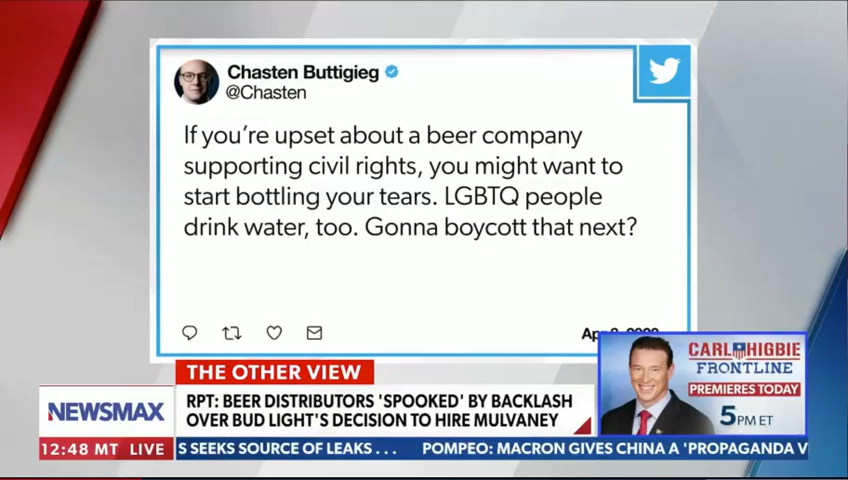 Chasten Buttigieg
@Chasten
If you're upset about a beer company
supporting civil rights, you might want to
start bottling your tears. LGBTQ people
drink water, too. Gonna boycott that next?
THE OTHER VIEW
RPT: BEER DISTRIBUTORS 'SPOOKED' BY BACKLASH
OVER BUD LIGHT'S DECISION TO HIRE MULVANEY
CARL HIGBIE
FRONTLINE
PREMIERES TODAY
5PM ET
NEWSMAX
12:48 MT LIVE
S SEEKS SOURCE OF LEAKS . . . POMPEO: MACRON GIVES CHINA A 'PROPAGANDA V